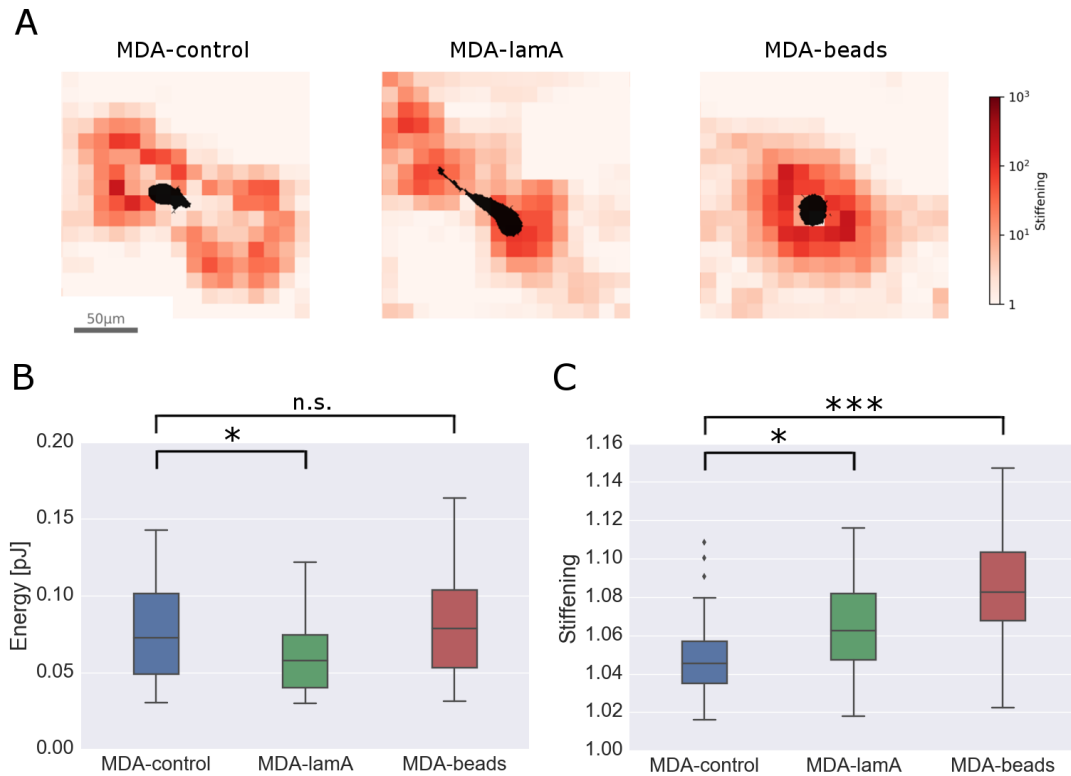 A
MDA-control
MDA-lamA
MDA-beads
10³
10²
10¹
1
Stiffening
50μm
B
n.s.
*
0.20
0.15
0.10
0.05
0.00
Energy [pJ]
MDA-control
MDA-lamA
MDA-beads
C
***
*
1.16
1.14
1.12
1.10
1.08
1.06
1.04
1.02
1.00
Stiffening
MDA-control
MDA-lamA
MDA-beads